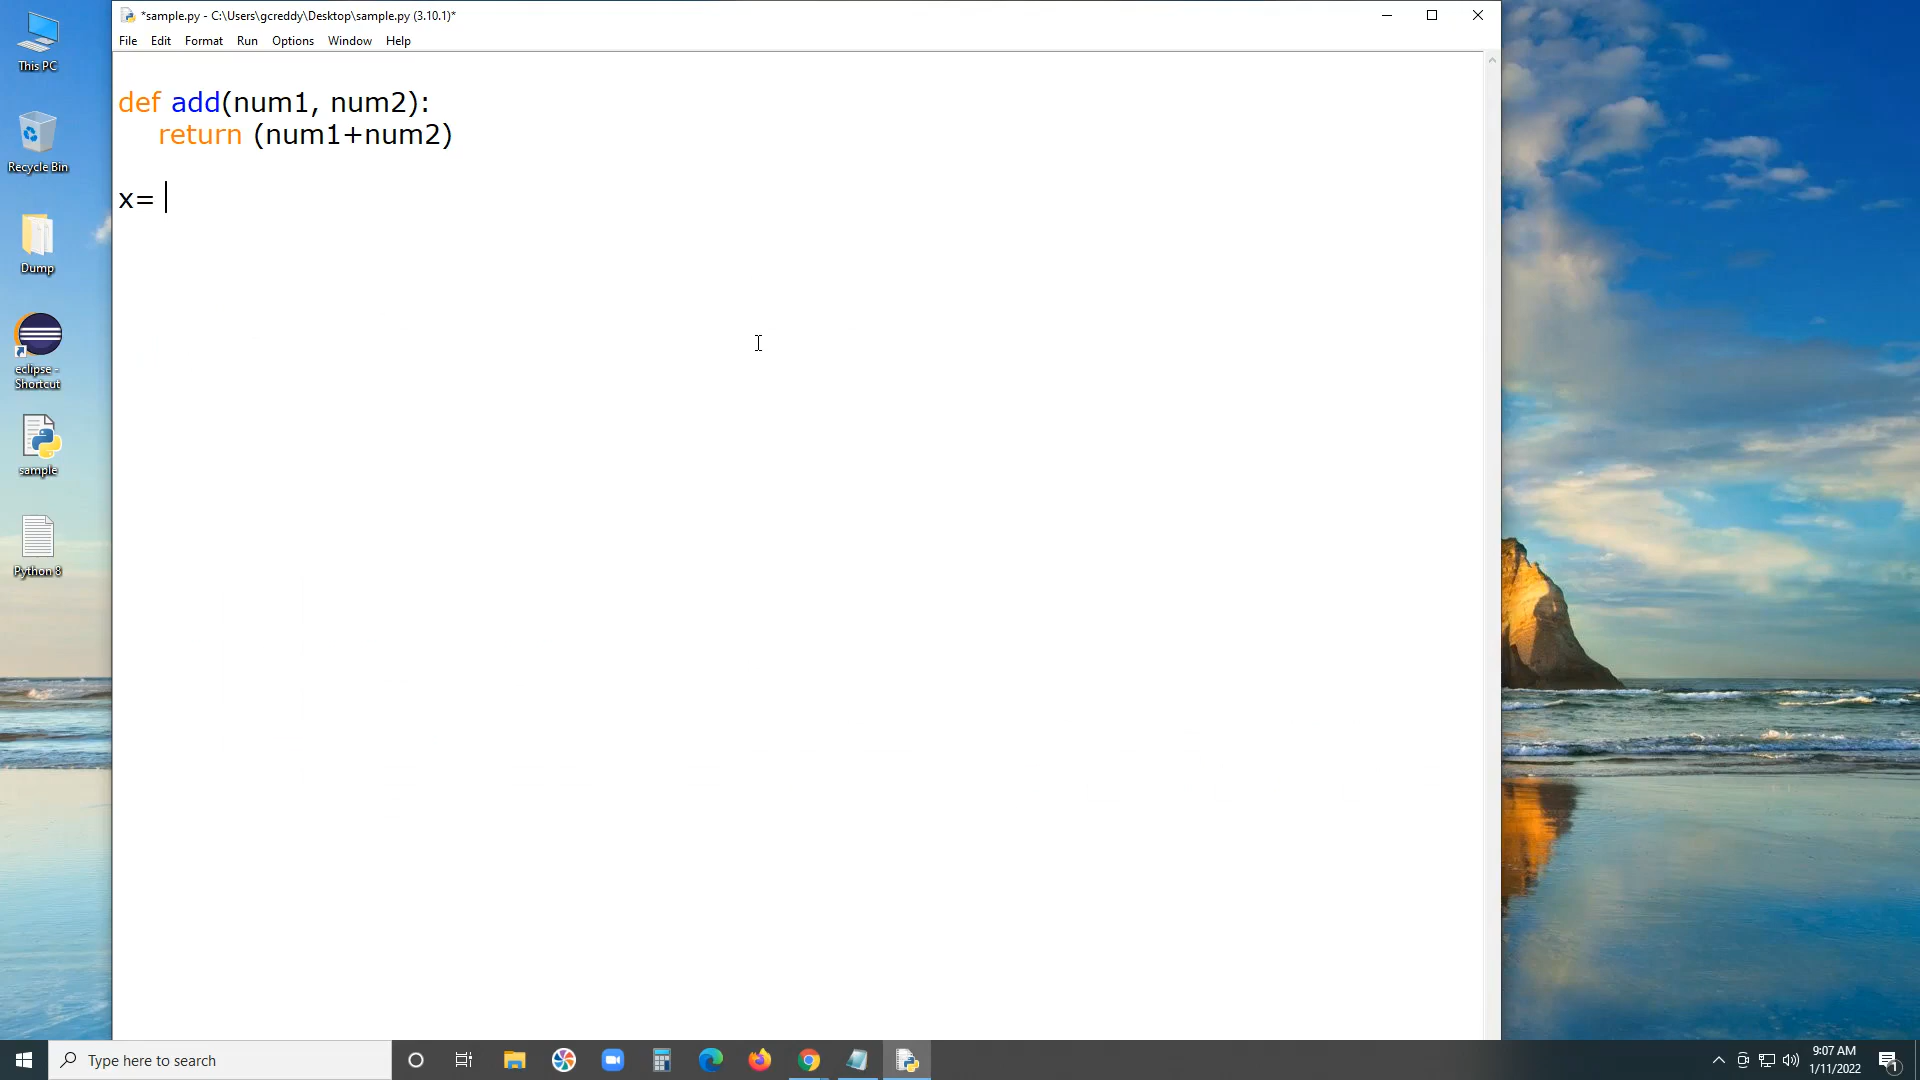 *sample.py - C:\Users\gcreddy\Desktop\sample.py (3.10.1)*
File Edit Format Run Options Window Help
def add(num1, num2):
return (num1+num2)
x=
This PC
Recycle Bin
Dump
eclipse -
Shortcut
sample
Python 8
Type here to search
9:07 AM
1/11/2022
1